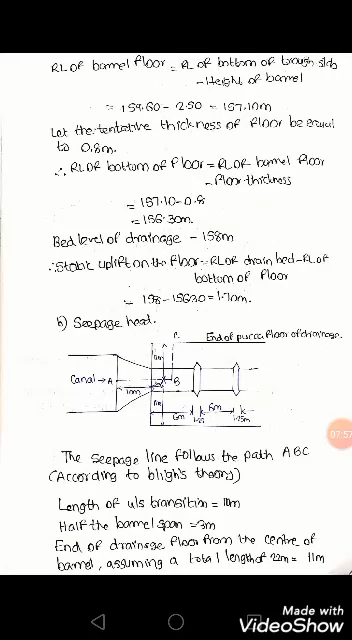 RL of barrel floor = RL of bottom of trough slab
- Height of barrel
= 159.60 - 2.50 = 157.10m
Let the tentative thickness of floor be equal
to 0.8m.
∴ RL of bottom of floor = RL of barrel floor
- floor thickness
= 157.10 - 0.8
= 156.30m.
Bed level of drainage - 158m
∴ Static uplift on the floor = RL of drain bed - RL of
bottom of floor
= 158 - 156.30 = 1.70m
b) Seepage head.
End of pucca floor of drainage.
Canal → A
B
10m
6m
6m
07:57
The seepage line follows the path ABC
(According to bligh's theory)
Length of u/s transition = 10m
Half the barrel span = 3m
End of drainage floor from the centre of
barrel, assuming a total length of 22m = 11m
Made with
VideoShow